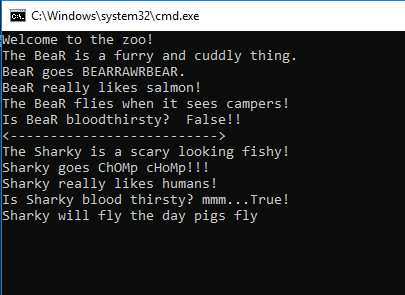 C:\Windows\system32\cmd.exe
Welcome to the zoo!
The BeaR is a furry and cuddly thing.
BeaR goes BEARRAWRBEAR.
BeaR really likes salmon!
The BeaR flies when it sees campers!
Is BeaR bloodthirsty?  False!!
<--------------------------->
The Sharky is a scary looking fishy!
Sharky goes ChOMp cHoMp!!!
Sharky really likes humans!
Is Sharky blood thirsty? mmm...True!
Sharky will fly the day pigs fly